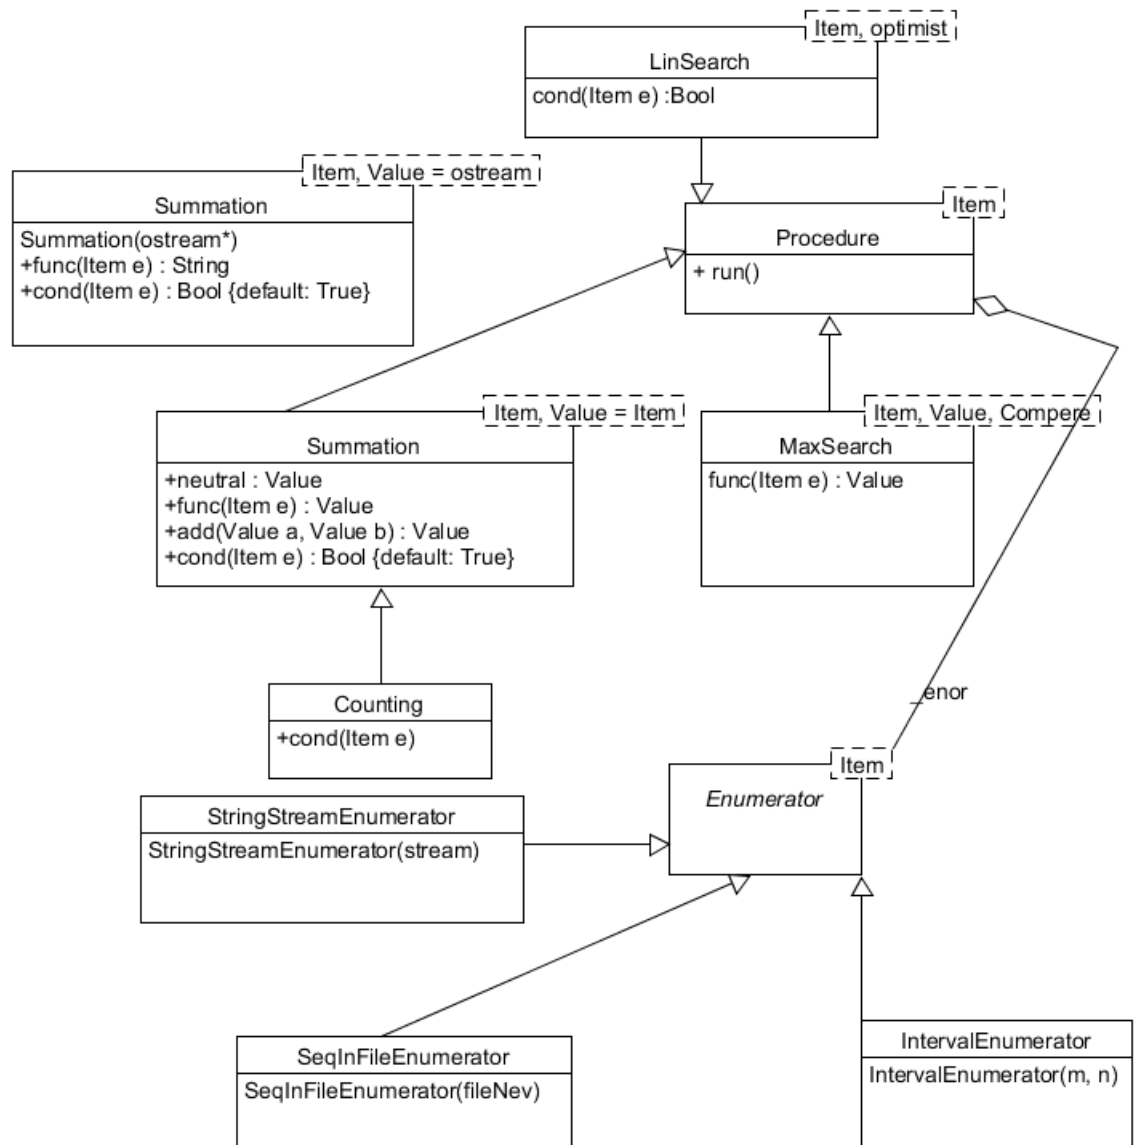 Item, optimist
LinSearch
cond(Item e) :Bool
Item, Value = ostream
Summation
Summation(ostream*)
+func(Item e) : String
+cond(Item e) : Bool {default: True}
Item
Procedure
+ run()
Item, Value = Item
Summation
+neutral : Value
+func(Item e) : Value
+add(Value a, Value b) : Value
+cond(Item e) : Bool {default: True}
Item, Value, Compere
MaxSearch
func(Item e) : Value
Counting
+cond(Item e)
_enor
Item
Enumerator
StringStreamEnumerator
StringStreamEnumerator(stream)
SeqInFileEnumerator
SeqInFileEnumerator(fileNev)
IntervalEnumerator
IntervalEnumerator(m, n)